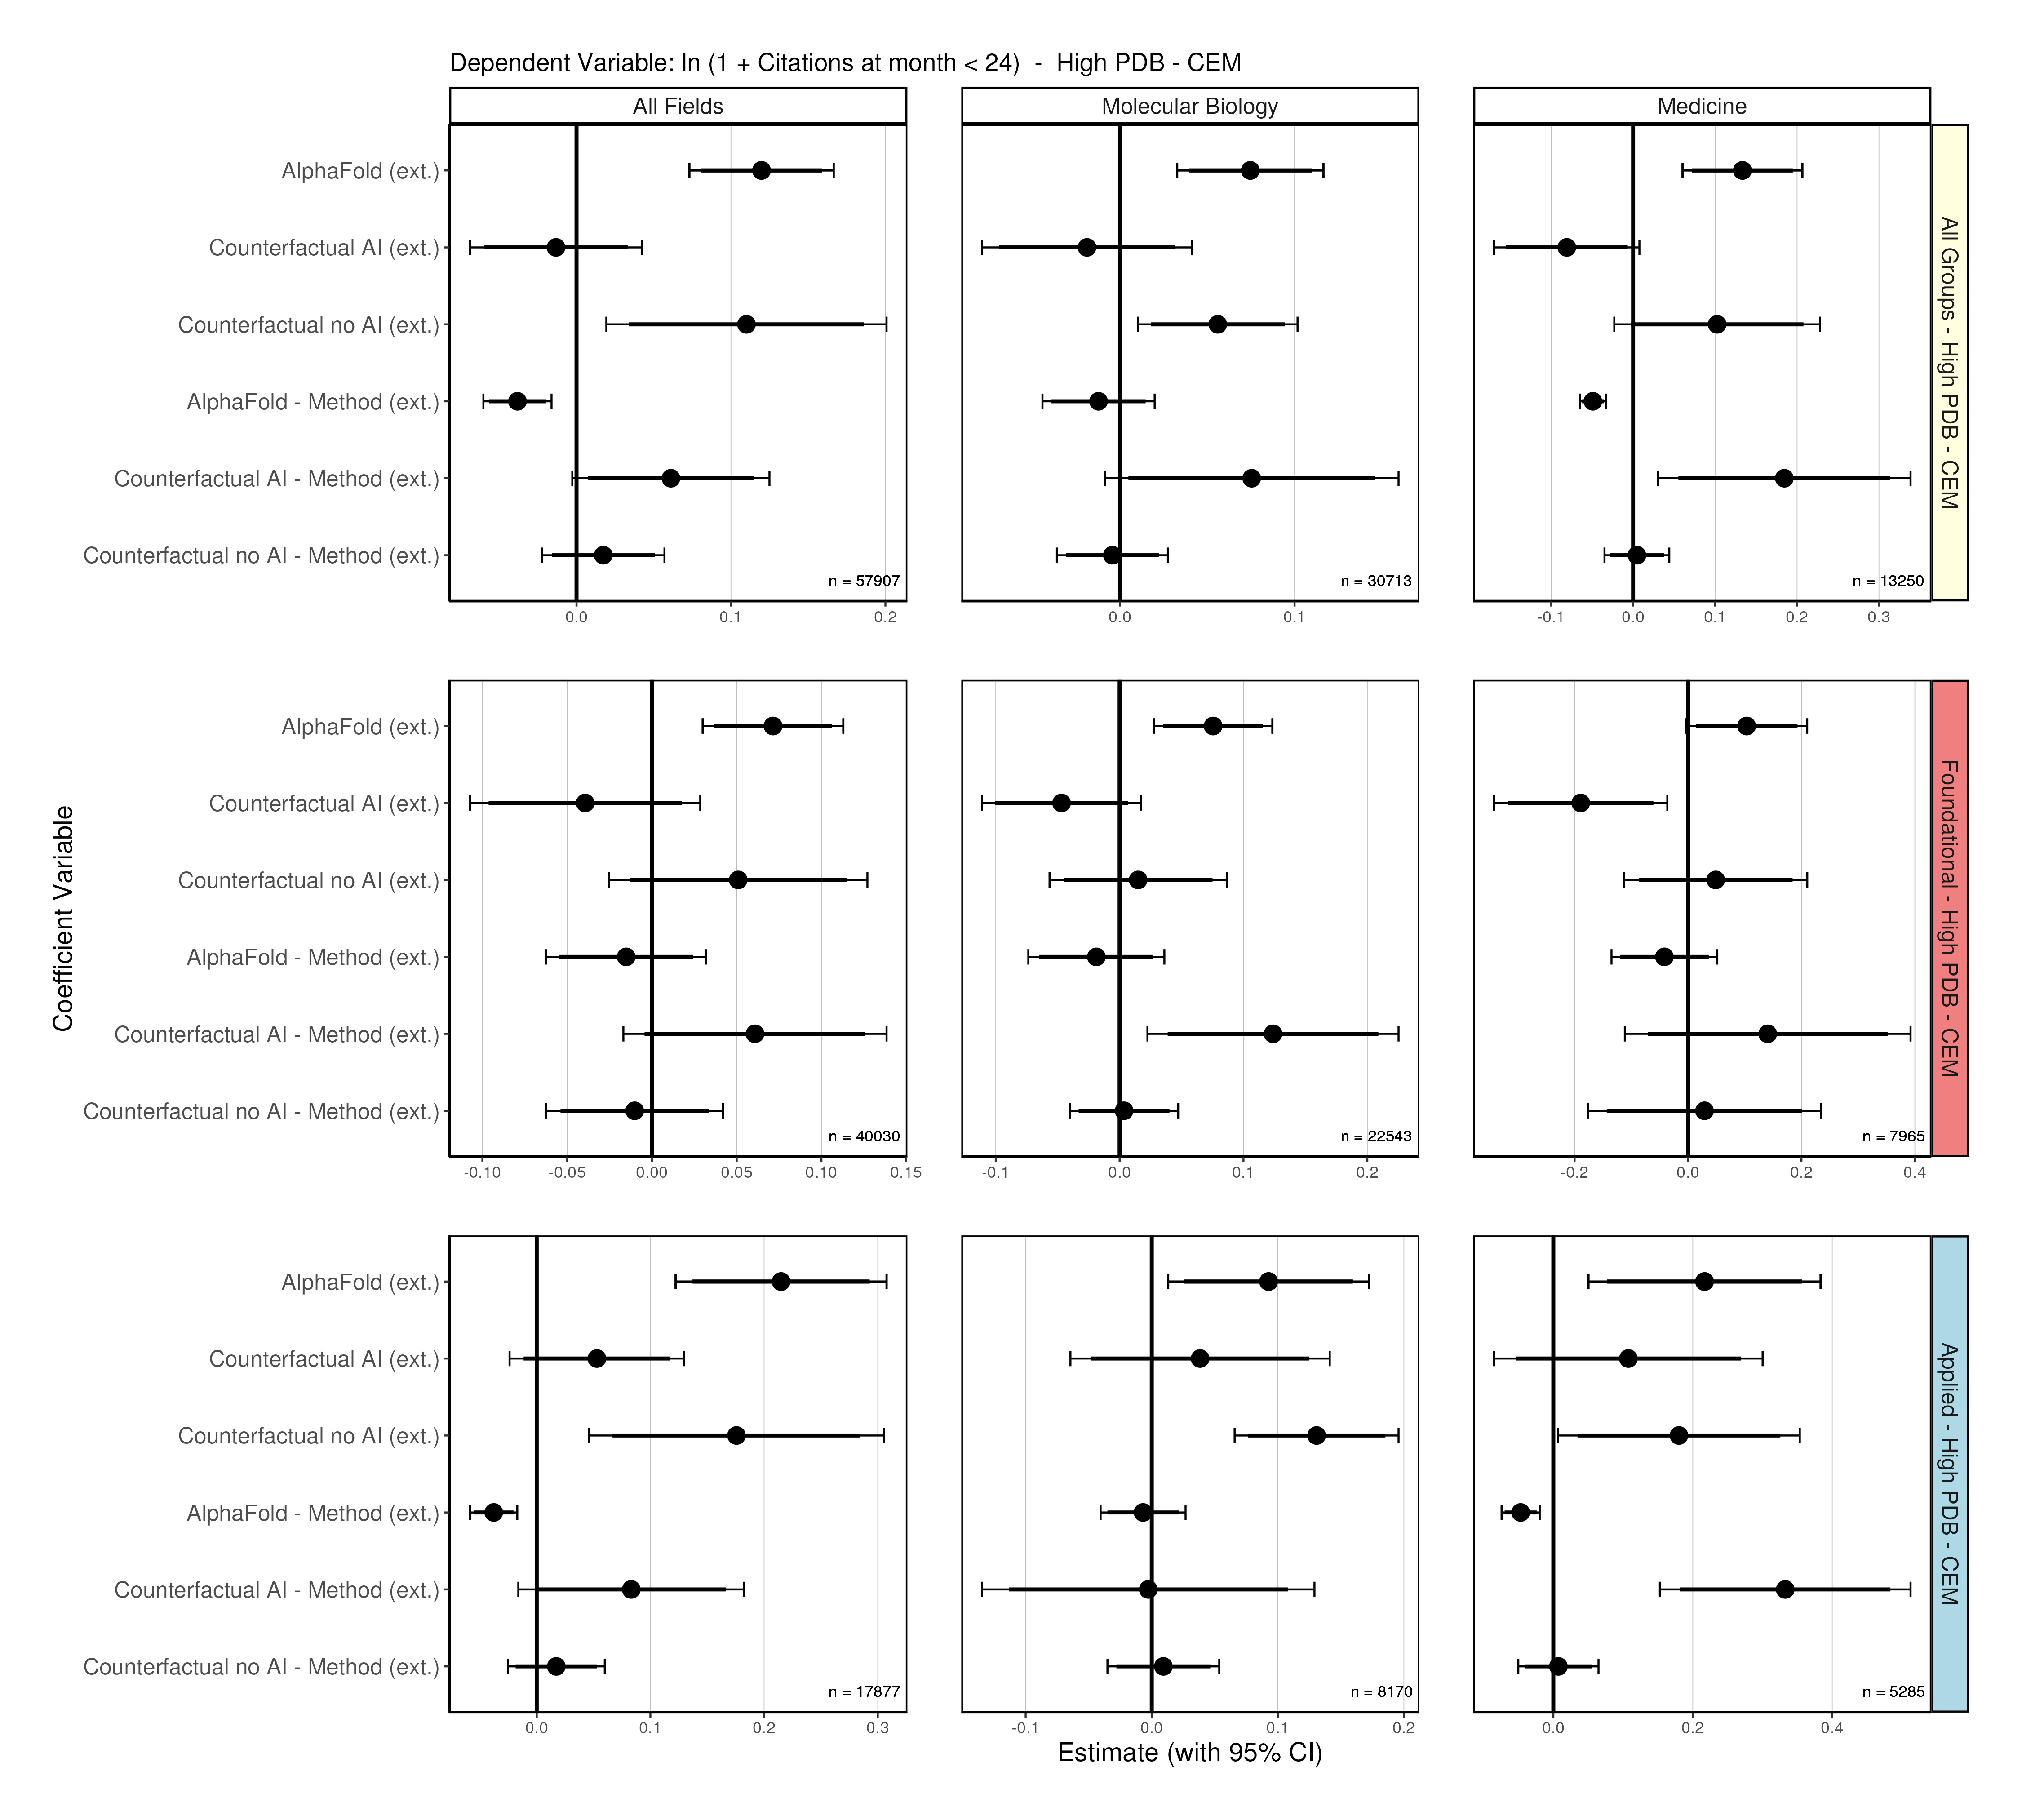 Dependent Variable: ln (1 + Citations at month < 24)  -  High PDB - CEM
All Fields
Molecular Biology
Medicine
AlphaFold (ext.)
Counterfactual AI (ext.)
Counterfactual no AI (ext.)
AlphaFold - Method (ext.)
Counterfactual AI - Method (ext.)
Counterfactual no AI - Method (ext.)
n = 57907
n = 30713
n = 13250
0.0 0.1 0.2
0.0 0.1
-0.1 0.0 0.1 0.2 0.3
All Groups - High PDB - CEM
Coefficient Variable
AlphaFold (ext.)
Counterfactual AI (ext.)
Counterfactual no AI (ext.)
AlphaFold - Method (ext.)
Counterfactual AI - Method (ext.)
Counterfactual no AI - Method (ext.)
n = 40030
n = 22543
n = 7965
-0.10 -0.05 0.00 0.05 0.10 0.15
-0.1 0.0 0.1 0.2
-0.2 0.0 0.2 0.4
Foundational - High PDB - CEM
AlphaFold (ext.)
Counterfactual AI (ext.)
Counterfactual no AI (ext.)
AlphaFold - Method (ext.)
Counterfactual AI - Method (ext.)
Counterfactual no AI - Method (ext.)
n = 17877
n = 8170
n = 5285
0.0 0.1 0.2 0.3
-0.1 0.0 0.1 0.2
0.0 0.2 0.4
Applied - High PDB - CEM
Estimate (with 95% CI)